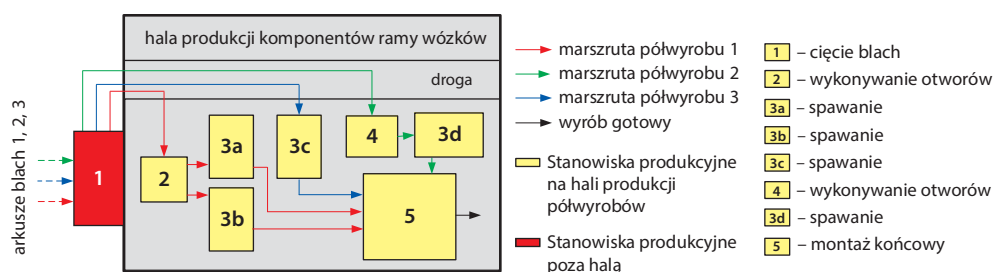 hala produkcji komponentów ramy wózków
droga
arkusze blach 1, 2, 3
1
2
3a
3b
3c
4
3d
5
marszruta półwyrobu 1
marszruta półwyrobu 2
marszruta półwyrobu 3
wyrób gotowy
Stanowiska produkcyjne
na hali produkcji
półwyrobów
Stanowiska produkcyjne
poza halą
1 – cięcie blach
2 – wykonywanie otworów
3a – spawanie
3b – spawanie
3c – spawanie
4 – wykonywanie otworów
3d – spawanie
5 – montaż końcowy